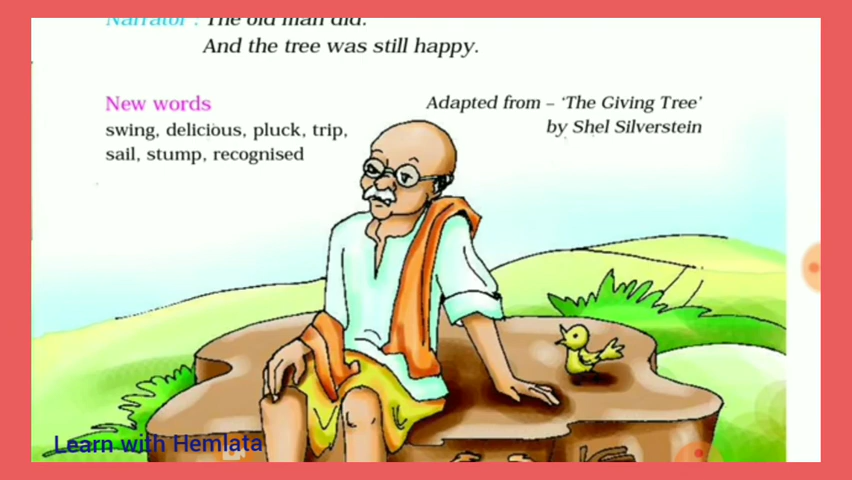 Narrator : The old man did.
And the tree was still happy.
New words
swing, delicious, pluck, trip,
sail, stump, recognised
Adapted from – ‘The Giving Tree’
by Shel Silverstein
Learn with Hemlata